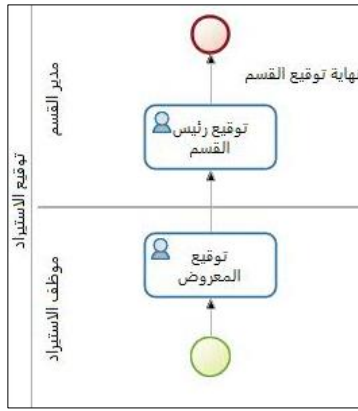 توقيع الاستيراد
مدير القسم
نهاية توقيع القسم
توقيع رئيس
القسم
موظف الاستيراد
توقيع
المعروض